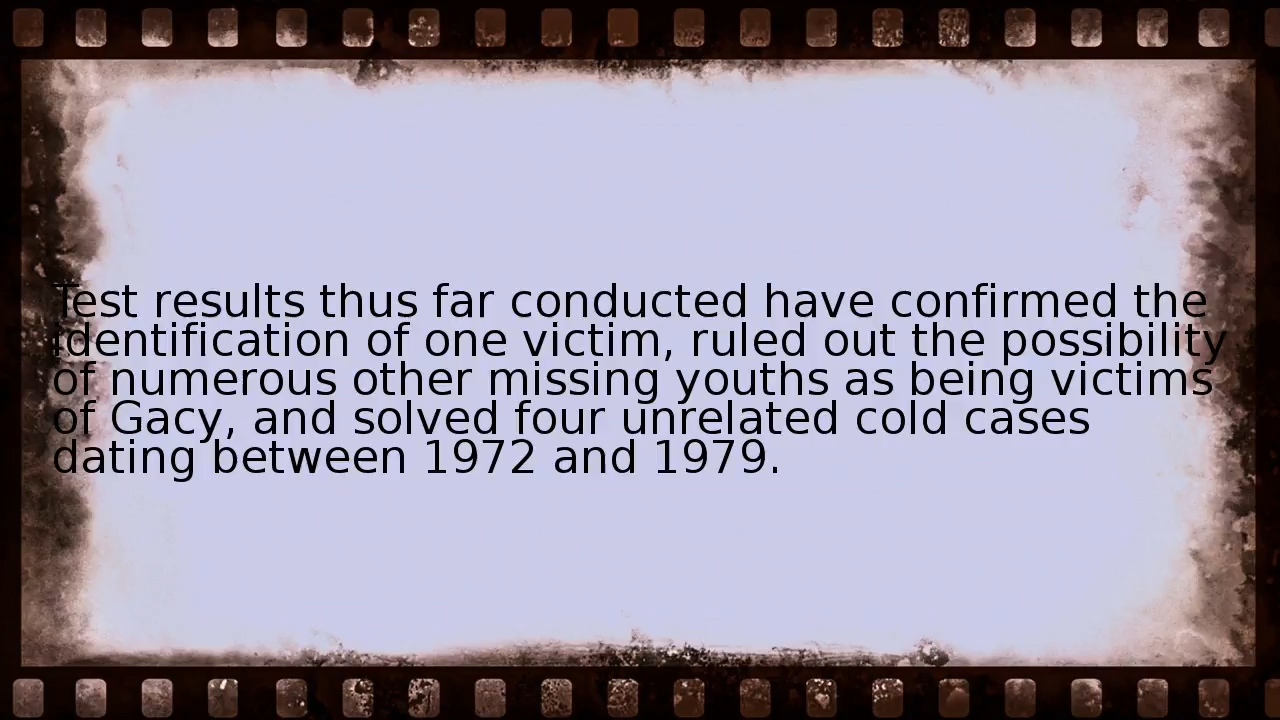 Test results thus far conducted have confirmed the
identification of one victim, ruled out the possibility
of numerous other missing youths as being victims
of Gacy, and solved four unrelated cold cases
dating between 1972 and 1979.